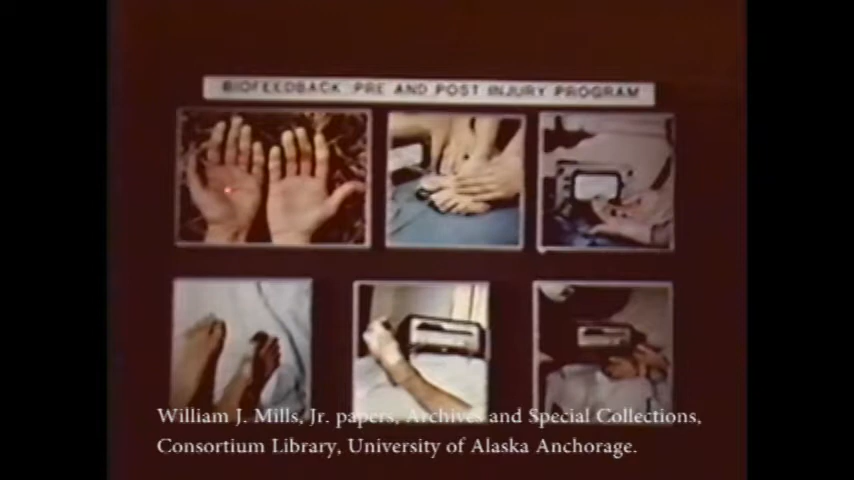 BIOFEEDBACK: PRE AND POST INJURY PROGRAM
William J. Mills, Jr. papers, Archives and Special Collections,
Consortium Library, University of Alaska Anchorage.